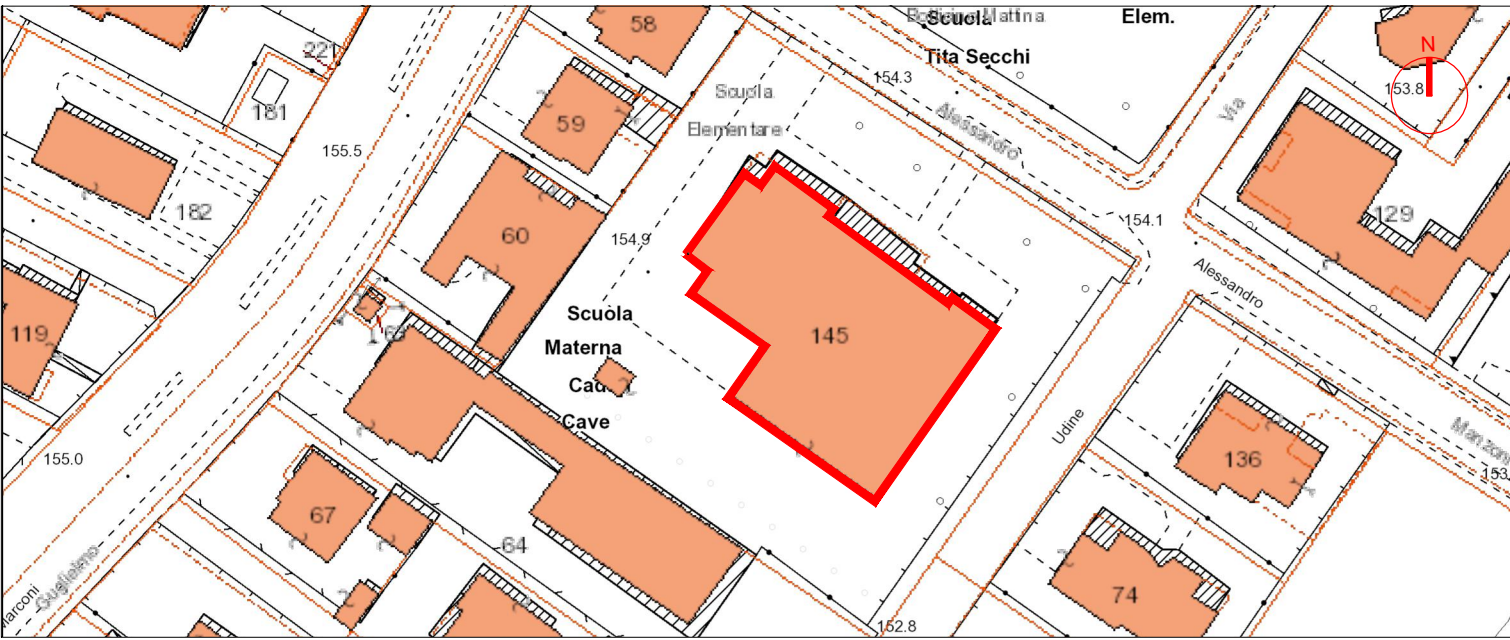 58
Scuola
Elem.
Tita Secchi
N
221
181
59
Scuola
Elementare
154.3
Alessandro
Via
153.8
155.5
182
60
154.9
154.1
129
Alessandro
119
Scuola
Materna
Cave
145
Udine
Manzoni
155.0
67
64
136
153.
74
Guglielmo
Marconi
152.8